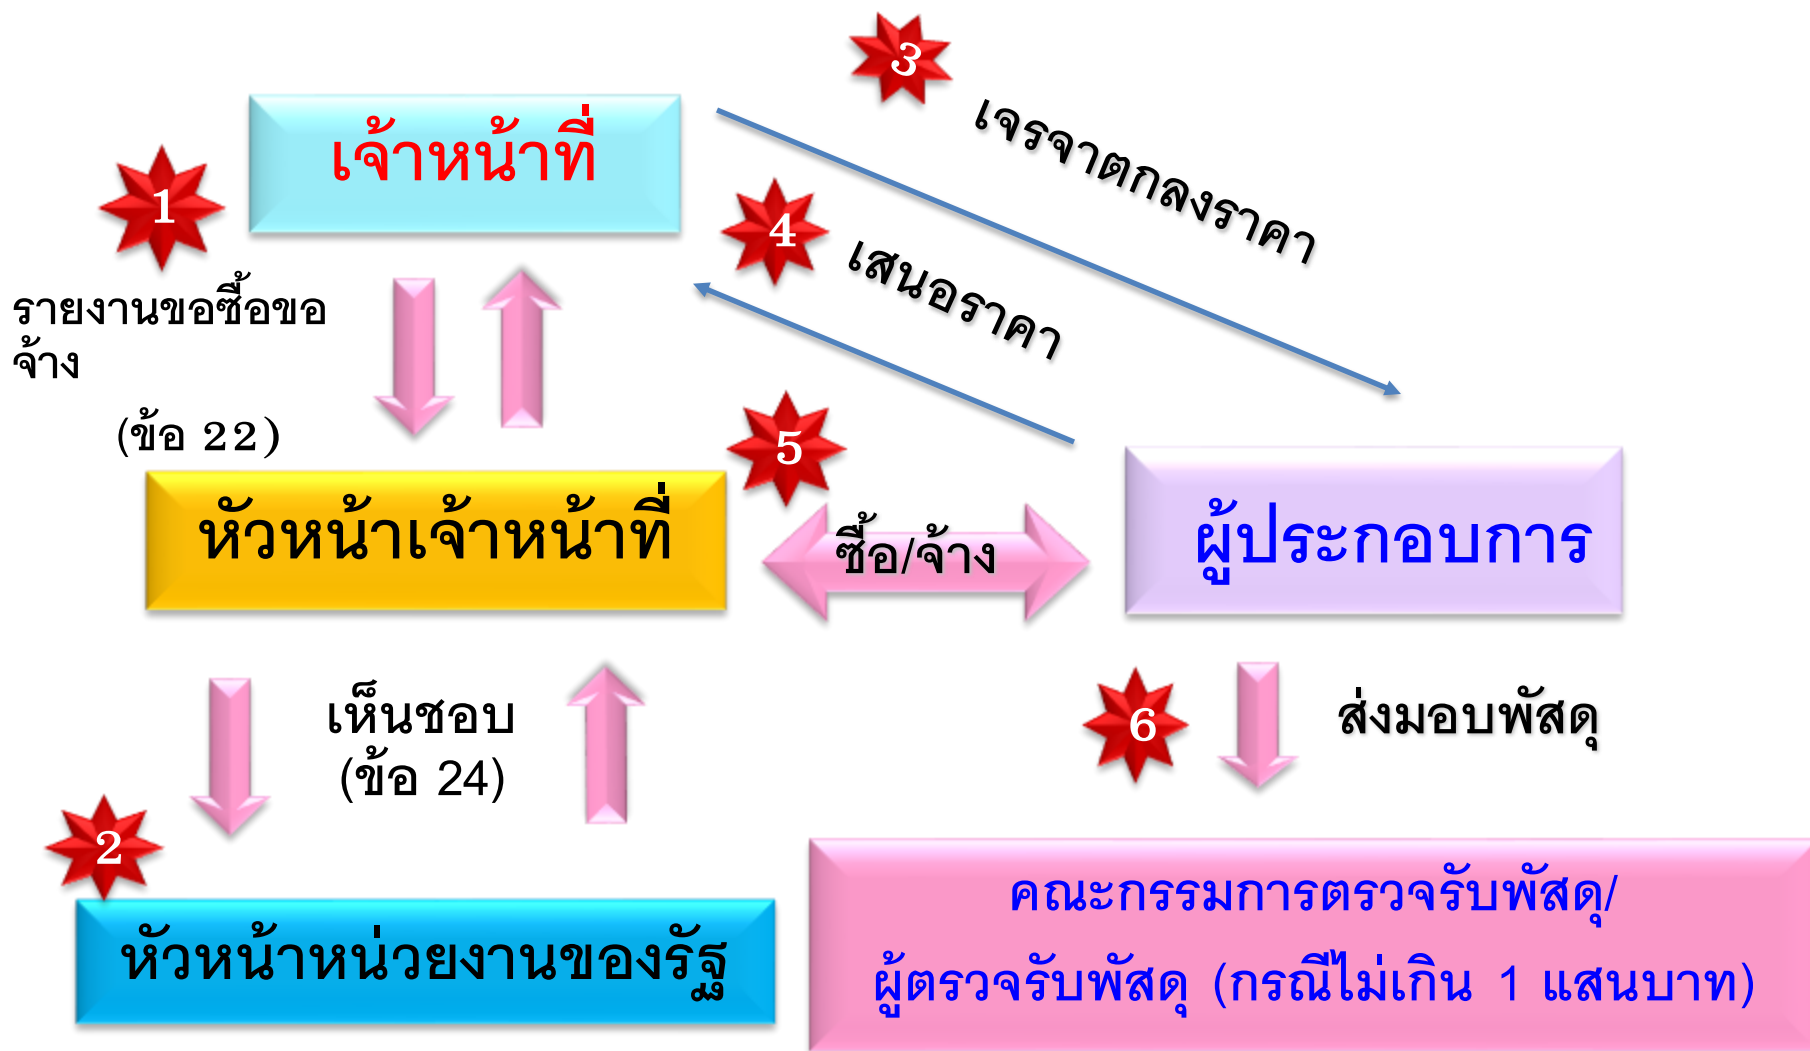 3
เจรจาตกลงราคา
เจ้าหน้าที่
1
4
เสนอราคา
รายงานขอซื้อขอ
จ้าง
(ข้อ 22)
5
หัวหน้าเจ้าหน้าที่
ซื้อ/จ้าง
ผู้ประกอบการ
เห็นชอบ
(ข้อ 24)
6
ส่งมอบพัสดุ
2
หัวหน้าหน่วยงานของรัฐ
คณะกรรมการตรวจรับพัสดุ/
ผู้ตรวจรับพัสดุ (กรณีไม่เกิน 1 แสนบาท)